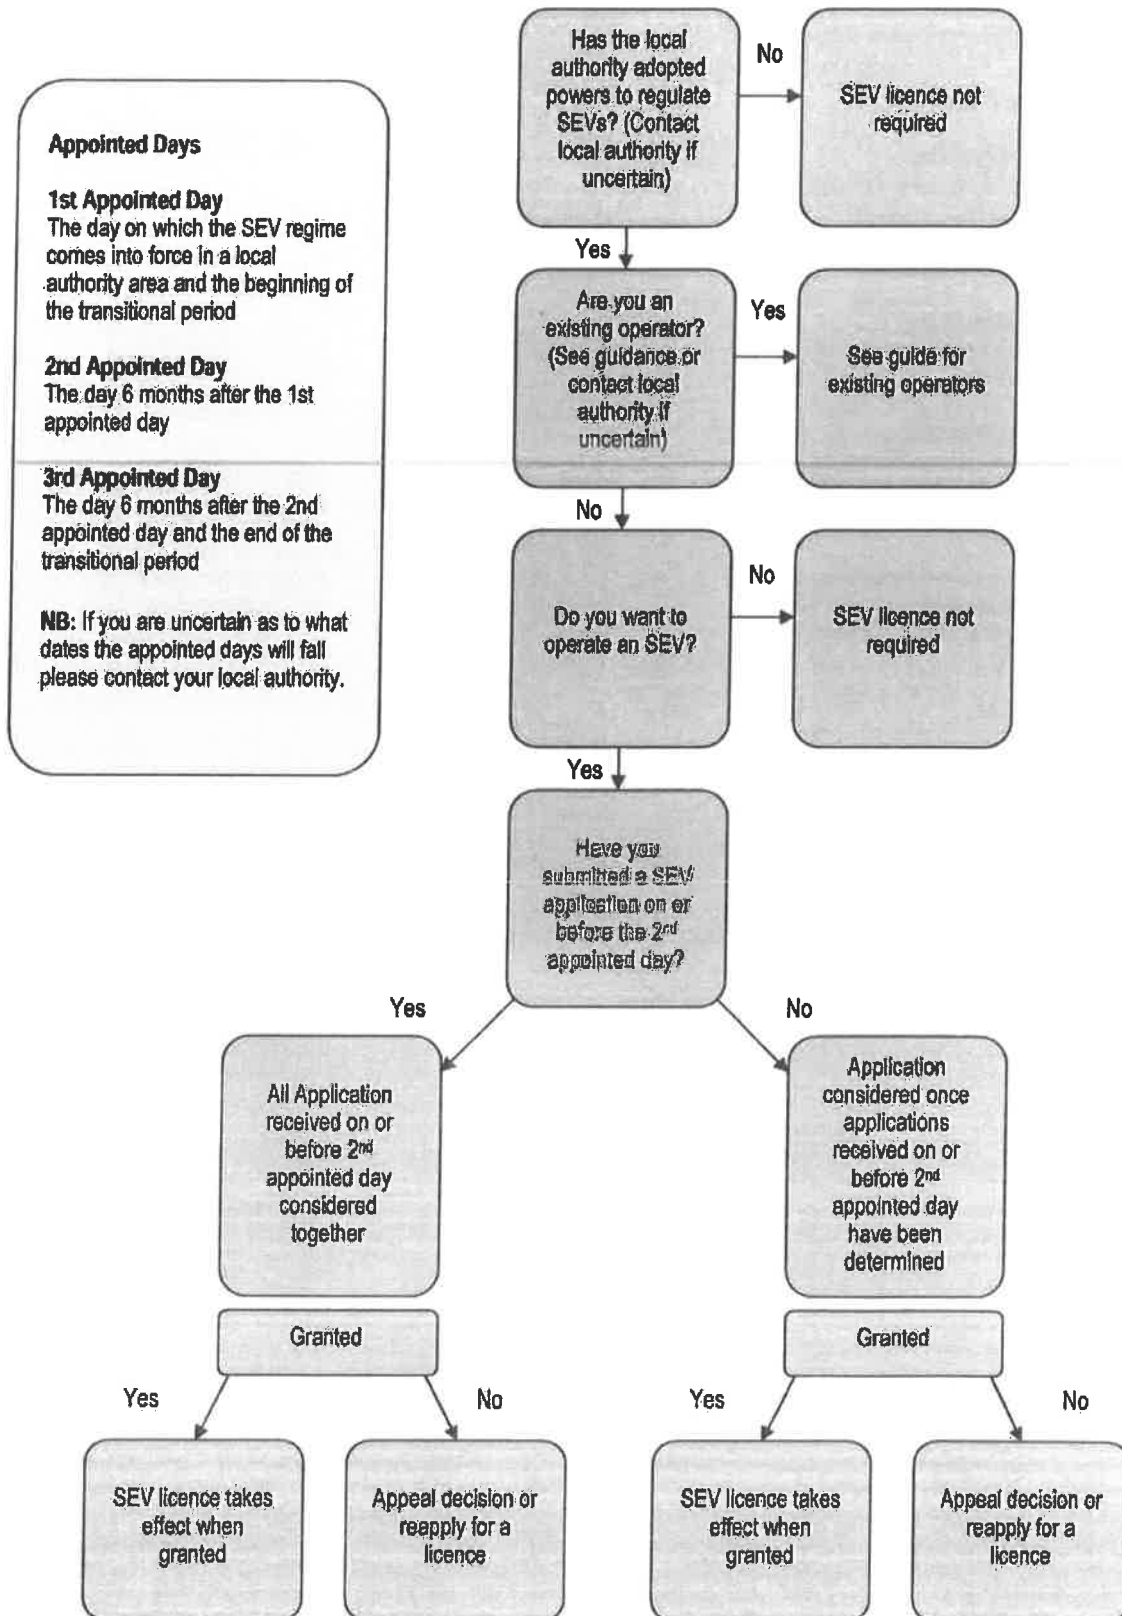 Appointed Days
1st Appointed Day
The day on which the SEV regime
comes into force in a local
authority area and the beginning of
the transitional period
2nd Appointed Day
The day 6 months after the 1st
appointed day
3rd Appointed Day
The day 6 months after the 2nd
appointed day and the end of the
transitional period
NB: If you are uncertain as to what
dates the appointed days will fall
please contact your local authority.
Has the local
authority adopted
powers to regulate
SEVs? (Contact
local authority if
uncertain)
No
SEV licence not
required
Yes
Are you an
existing operator?
(See guidance or
contact local
authority if
uncertain)
Yes
See guide for
existing operators
No
Do you want to
operate an SEV?
No
SEV licence not
required
Yes
Have you
submitted a SEV
application on or
before the 2nd
appointed day?
Yes
No
All Application
received on or
before 2nd
appointed day
considered
together
Application
considered once
applications
received on or
before 2nd
appointed day
have been
determined
Granted
Granted
Yes
No
Yes
No
SEV licence takes
effect when
granted
Appeal decision or
reapply for a
licence
SEV licence takes
effect when
granted
Appeal decision or
reapply for a
licence